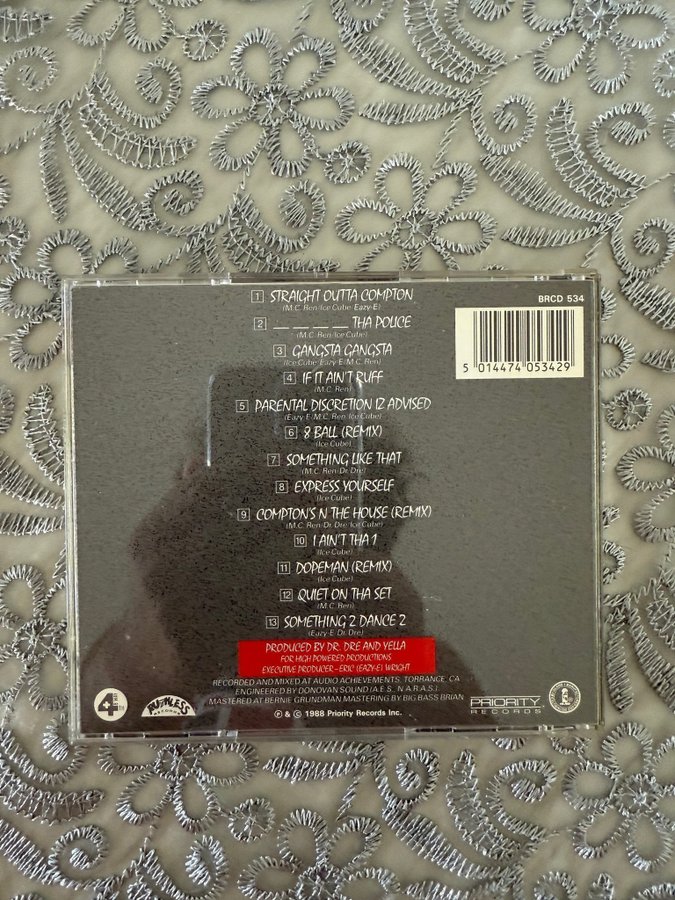 1 STRAIGHT OUTTA COMPTON
(M.C. Ren/Ice Cube/Eazy-E)
BRCD 534
2 __ __ __ __ THA POLICE
(M.C. Ren/Ice Cube)
3 GANGSTA GANGSTA
(Ice Cube/Eazy-E/M.C. Ren)
4 IF IT AIN'T RUFF
(M.C. Ren)
5 014474 053429
5 PARENTAL DISCRETION IZ ADVISED
(Eazy-E/M.C. Ren/Ice Cube)
6 8 BALL (REMIX)
(Ice Cube)
7 SOMETHING LIKE THAT
(M.C. Ren/Dr. Dre)
8 EXPRESS YOURSELF
(Ice Cube)
9 COMPTON'S N THE HOUSE (REMIX)
(M.C. Ren/Dr. Dre/Ice Cube)
10 I AIN'T THA 1
(Ice Cube)
11 DOPEMAN (REMIX)
(Ice Cube)
12 QUIET ON THA SET
(M.C. Ren)
13 SOMETHING 2 DANCE 2
(Eazy-E/Dr. Dre)
PRODUCED BY DR. DRE AND YELLA
FOR HIGH POWERED PRODUCTIONS
EXECUTIVE PRODUCER–ERIC (EAZY-E) WRIGHT
RECORDED AND MIXED AT AUDIO ACHIEVEMENTS, TORRANCE, CA
ENGINEERED BY DONOVAN SOUND (A.E.S., N.A.R.A.S.)
MASTERED AT BERNIE GRUNDMAN MASTERING BY BIG BASS BRIAN
4
RUTHLESS
RECORDS
PRIORITY
RECORDS
℗ & © 1988 Priority Records Inc.